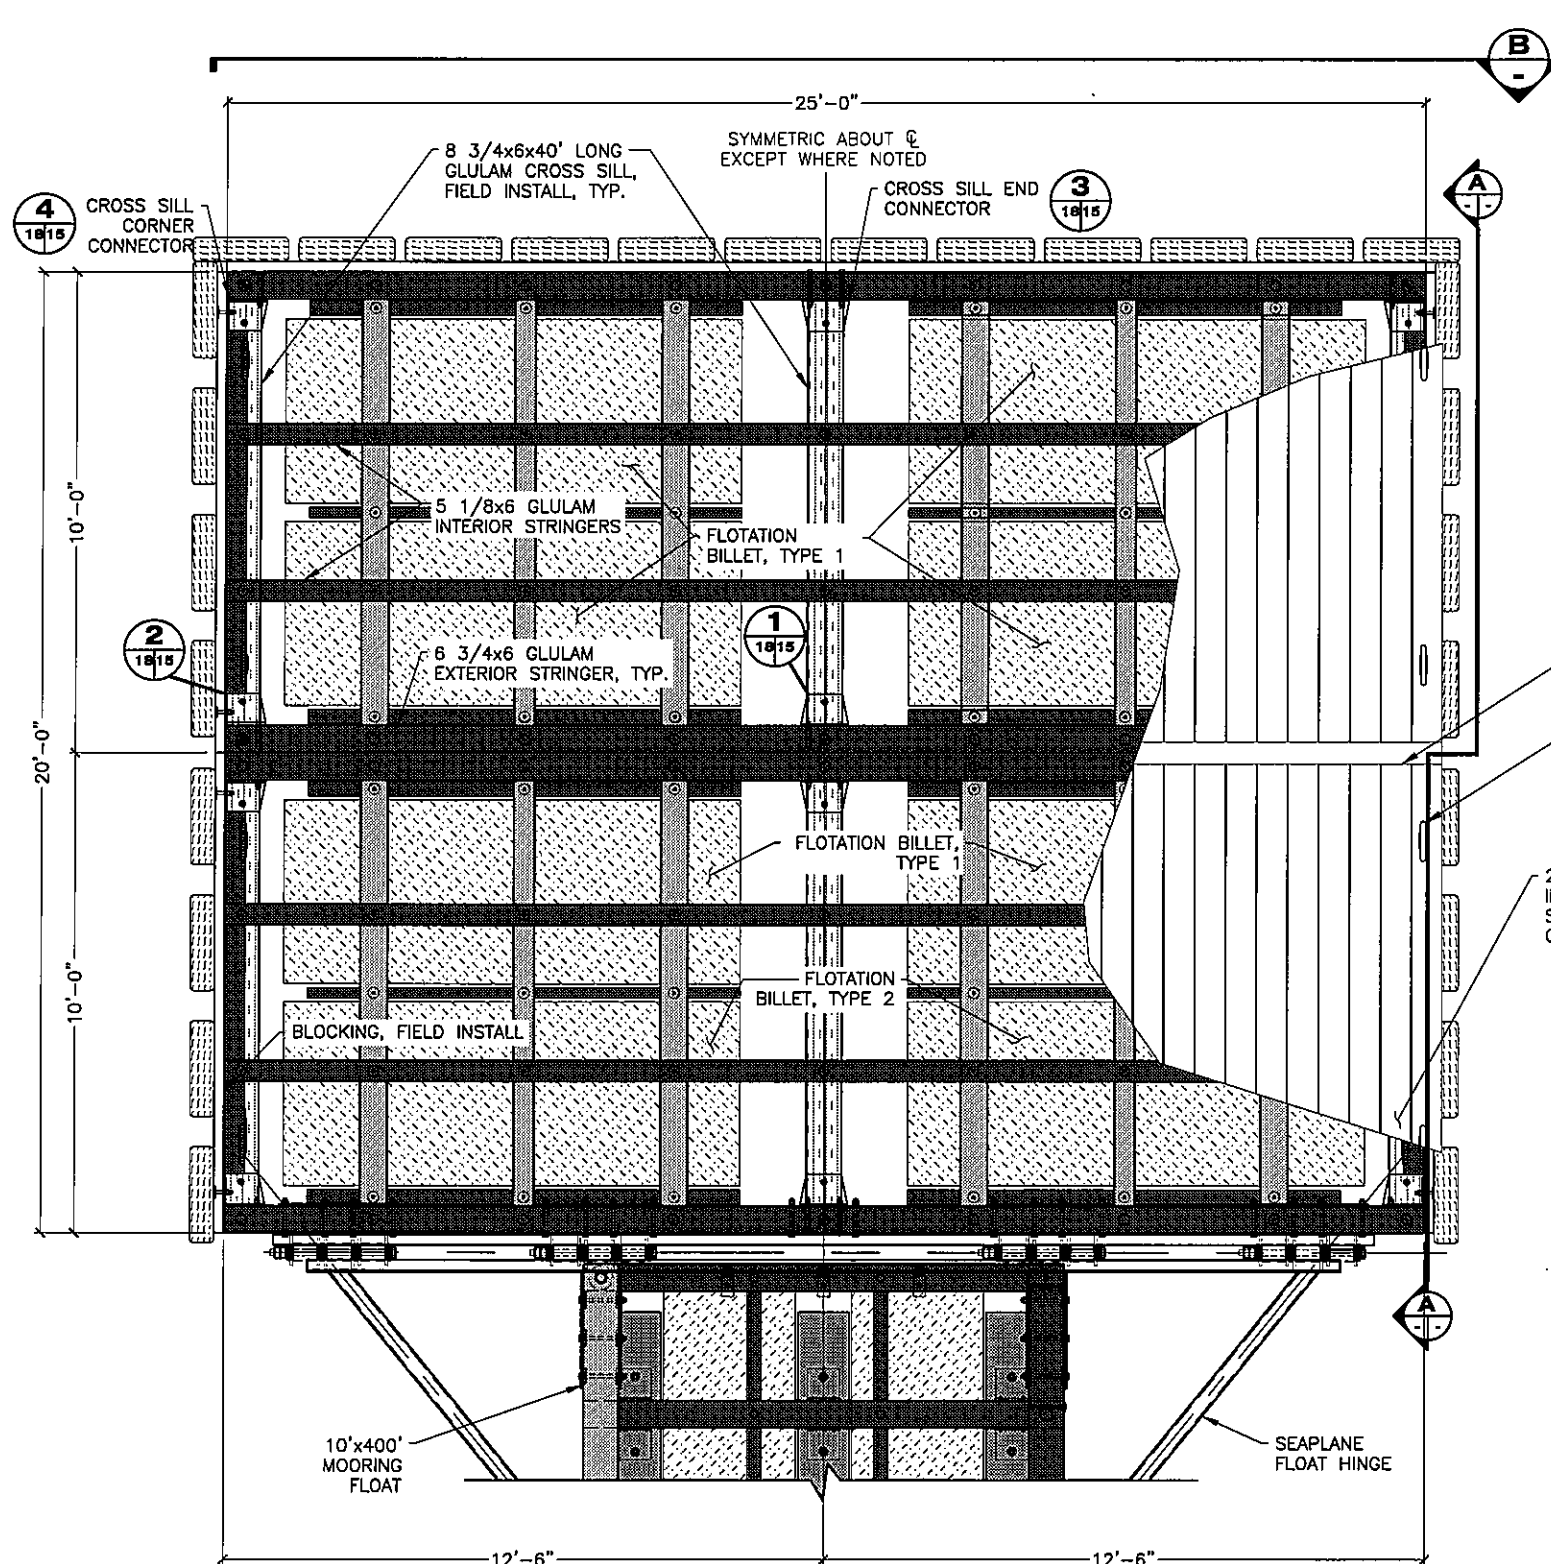 B
-
25'-0"
8 3/4x6x40' LONG
GLULAM CROSS SILL,
FIELD INSTALL, TYP.
SYMMETRIC ABOUT ℄
EXCEPT WHERE NOTED
CROSS SILL END
CONNECTOR
3
18 15
A
- -
4
18 15
CROSS SILL
CORNER
CONNECTOR
10'-0"
20'-0"
5 1/8x6 GLULAM
INTERIOR STRINGERS
FLOTATION
BILLET, TYPE 1
2
18 15
1
18 15
6 3/4x6 GLULAM
EXTERIOR STRINGER, TYP.
FLOTATION BILLET,
TYPE 1
10'-0"
FLOTATION
BILLET, TYPE 2
BLOCKING, FIELD INSTALL
A
- -
10'x400'
MOORING
FLOAT
SEAPLANE
FLOAT HINGE
12'-6"
12'-6"